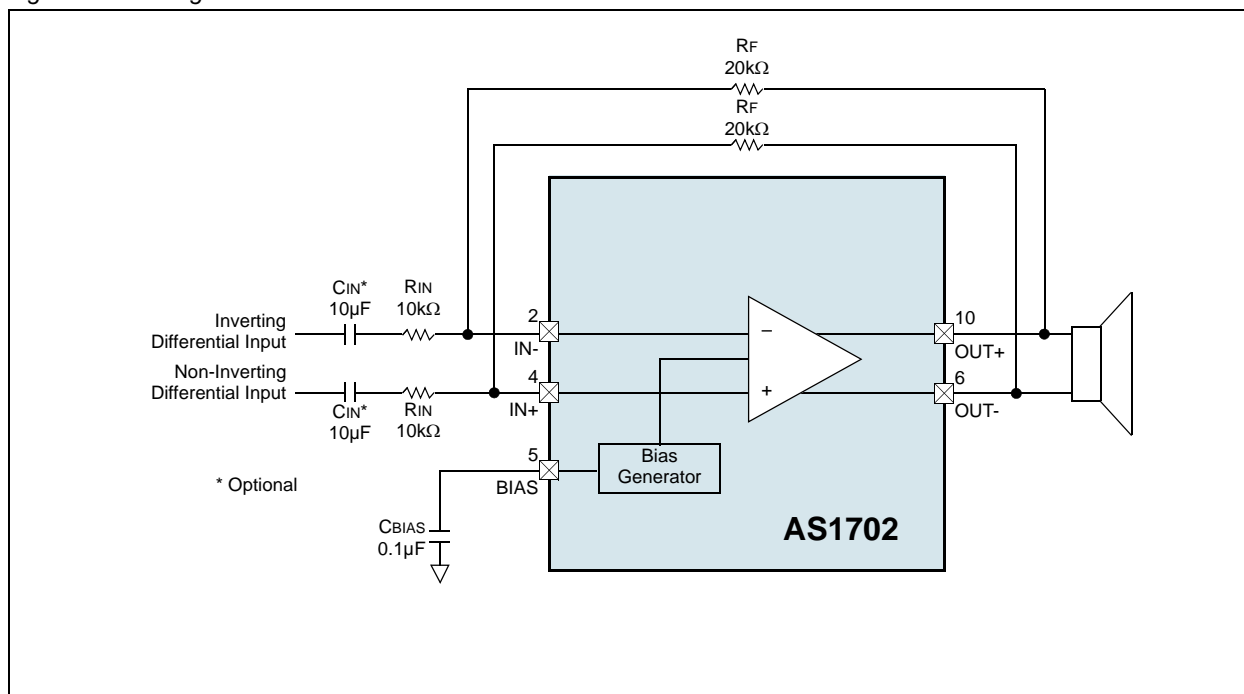 RF
20kΩ
RF
20kΩ
CIN*
10µF
RIN
10kΩ
Inverting
Differential Input
2
IN-
10
OUT+
Non-Inverting
Differential Input
4
IN+
6
OUT-
CIN*
10µF
RIN
10kΩ
−
+
Bias
Generator
5
BIAS
* Optional
CBIAS
0.1µF
AS1702